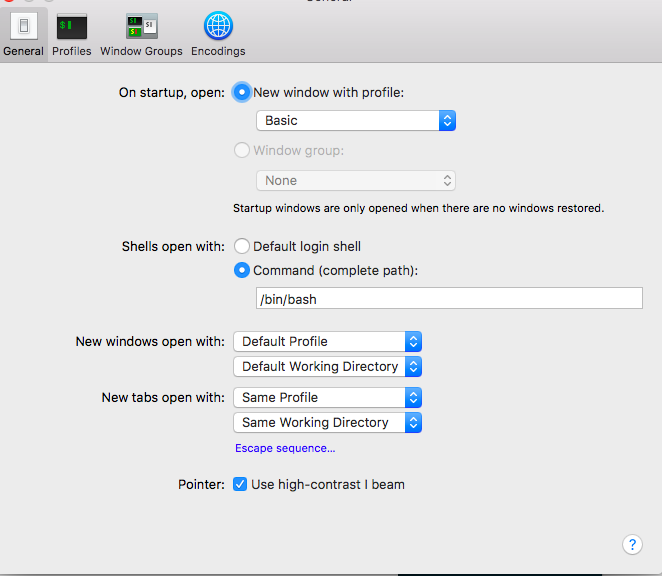 General
General Profiles Window Groups Encodings
On startup, open: New window with profile:
Basic
Window group:
None
Startup windows are only opened when there are no windows restored.
Shells open with: Default login shell
Command (complete path):
/bin/bash
New windows open with: Default Profile
Default Working Directory
New tabs open with: Same Profile
Same Working Directory
Escape sequence...
Pointer: Use high-contrast I beam
?